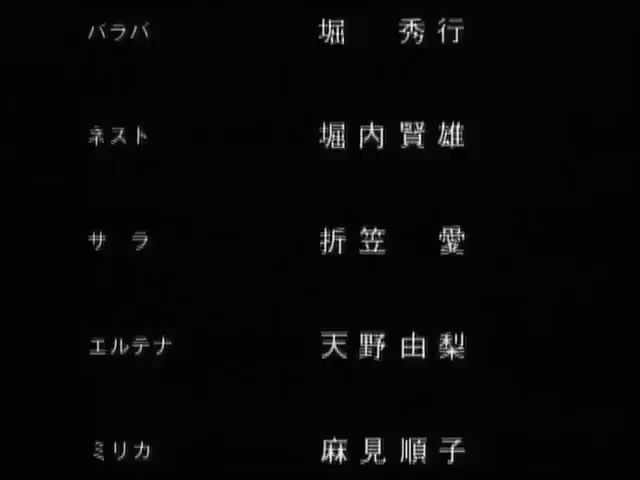 バラバ 堀 秀行
ネスト 堀内賢雄
サラ 折笠 愛
エルテナ 天野由梨
ミリカ 麻見順子